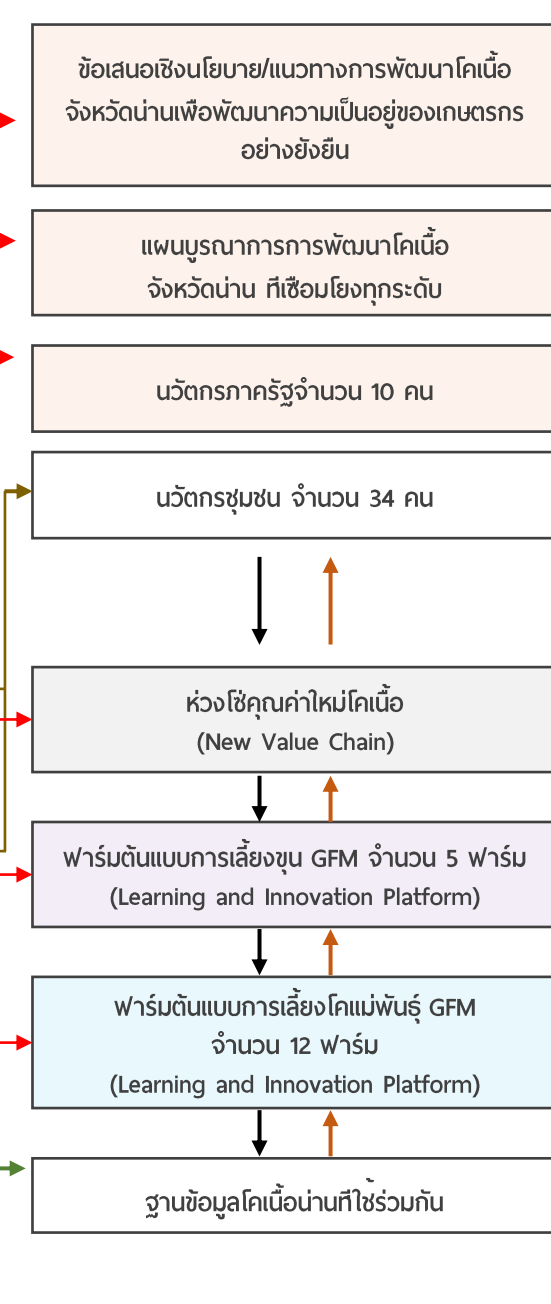 ข้อเสนอเชิงนโยบาย/แนวทางการพัฒนาโคเนื้อ
จังหวัดน่านเพื่อพัฒนาความเป็นอยู่ของเกษตรกร
อย่างยั่งยืน
แผนบูรณาการการพัฒนาโคเนื้อ
จังหวัดน่าน ที่เชื่อมโยงทุกระดับ
นวัตกรภาครัฐจำนวน 10 คน
นวัตกรชุมชน จำนวน 34 คน
ห่วงโซ่คุณค่าใหม่โคเนื้อ
(New Value Chain)
ฟาร์มต้นแบบการเลี้ยงขุน GFM จำนวน 5 ฟาร์ม
(Learning and Innovation Platform)
ฟาร์มต้นแบบการเลี้ยงโคแม่พันธุ์ GFM
จำนวน 12 ฟาร์ม
(Learning and Innovation Platform)
ฐานข้อมูลโคเนื้อน่านที่ใช้ร่วมกัน